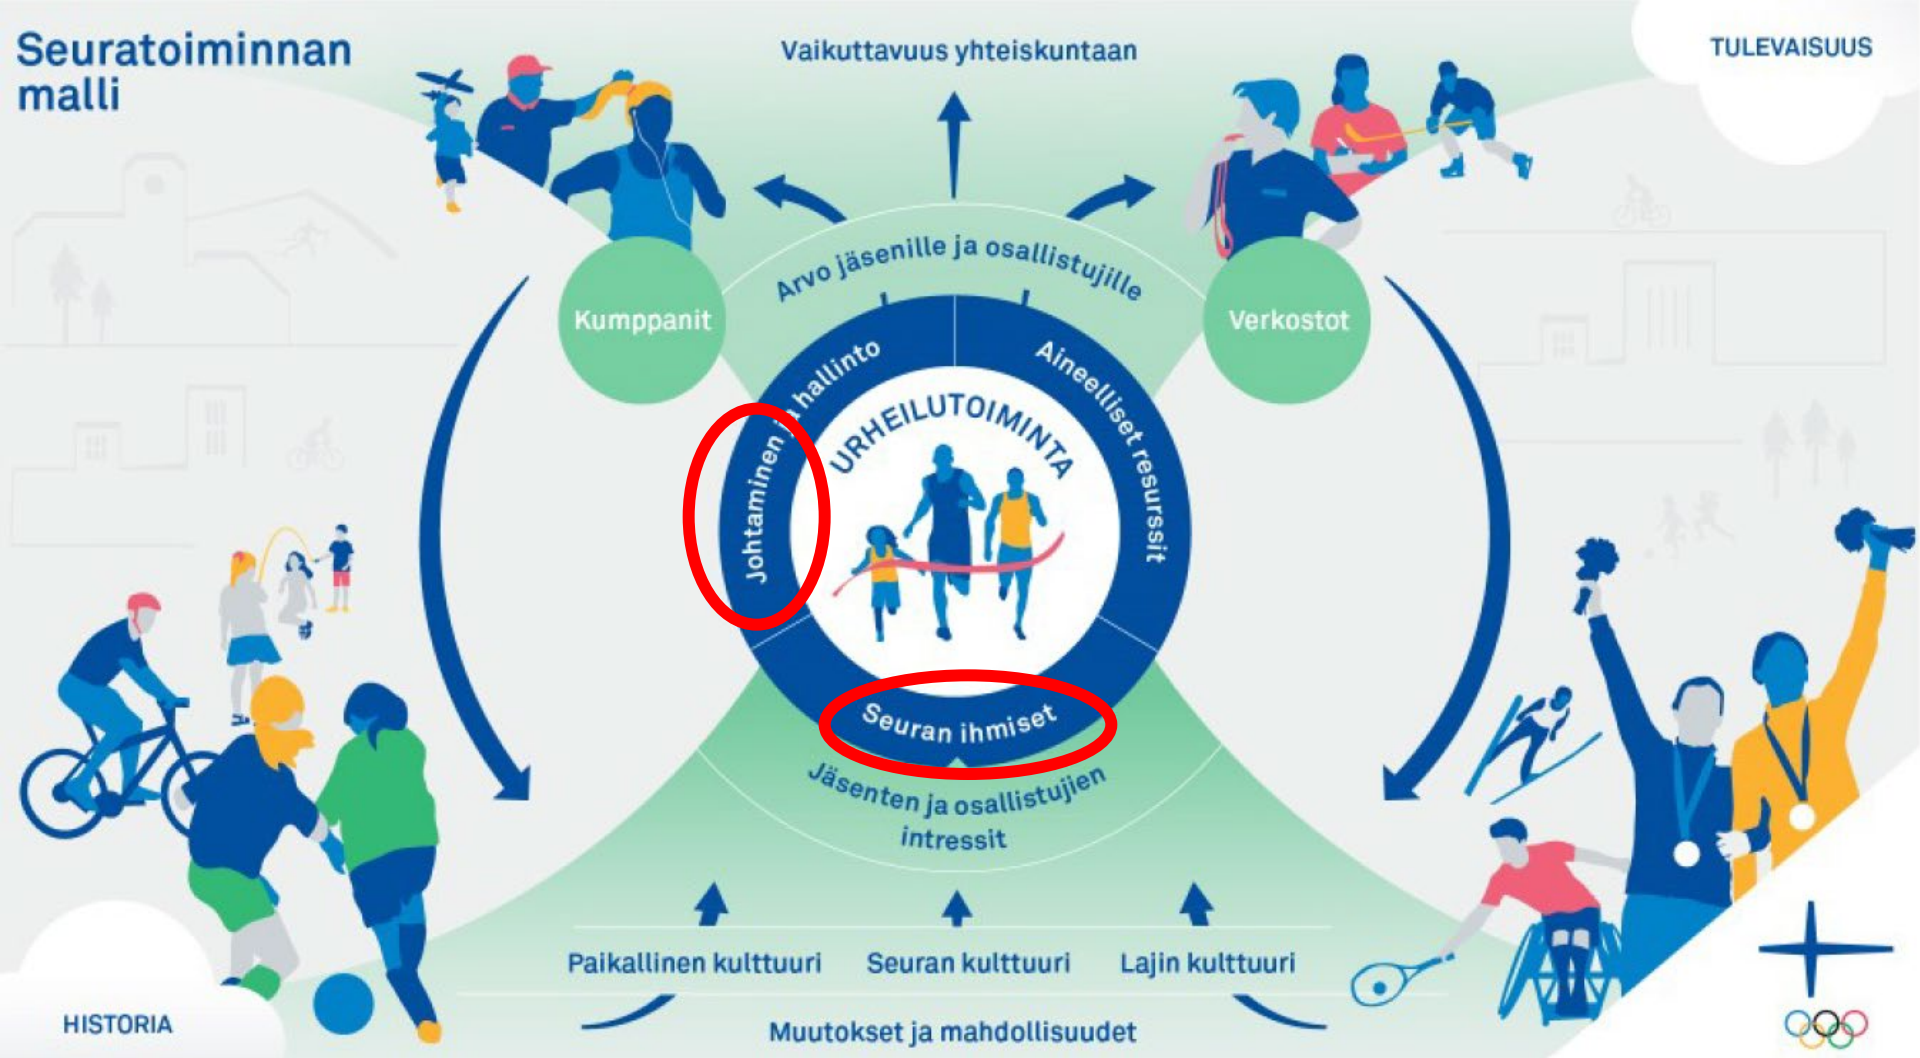 Seuratoiminnan
malli
Vaikuttavuus yhteiskuntaan
TULEVAISUUS
Arvo jäsenille ja osallistujille
Kumppanit
Verkostot
Johtaminen ja hallinto
Aineelliset resurssit
URHEILUTOIMINTA
Seuran ihmiset
Jäsenten ja osallistujien
intressit
Paikallinen kulttuuri
Seuran kulttuuri
Lajin kulttuuri
HISTORIA
Muutokset ja mahdollisuudet